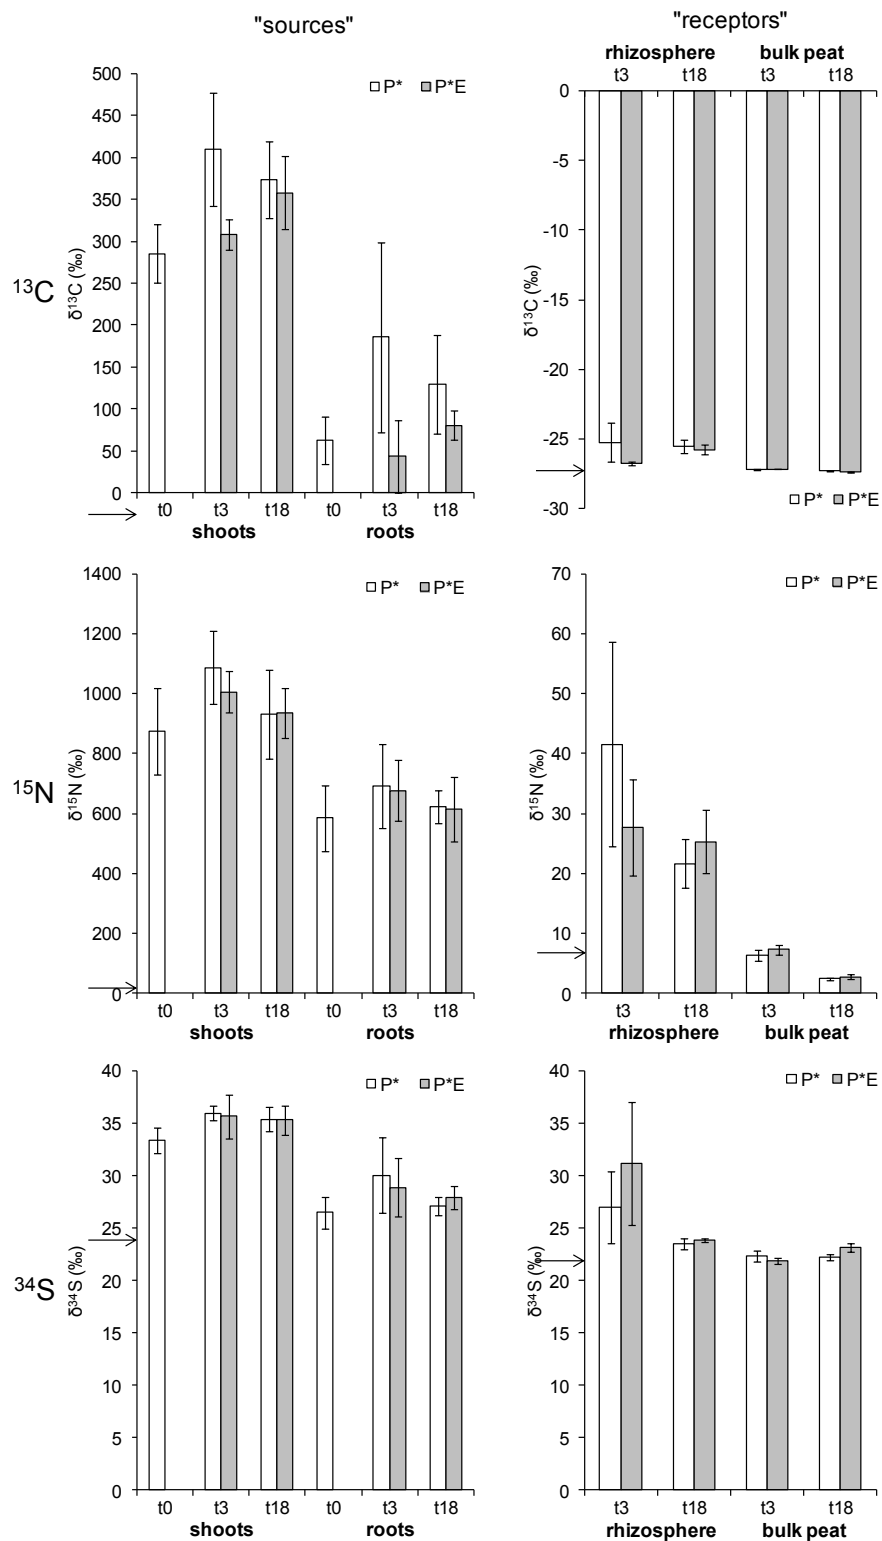 "sources"
"receptors"
¹³C
δ¹³C (‰)
500
450
400
350
300
250
200
150
100
50
0
P* P*E
t0 t3 t18 t0 t3 t18
shoots roots
rhizosphere bulk peat
t3 t18 t3 t18
δ¹³C (‰)
0
-5
-10
-15
-20
-25
-30
P* P*E
¹⁵N
δ¹⁵N (‰)
1400
1200
1000
800
600
400
200
0
P* P*E
t0 t3 t18 t0 t3 t18
shoots roots
δ¹⁵N (‰)
70
60
50
40
30
20
10
0
P* P*E
t3 t18 t3 t18
rhizosphere bulk peat
³⁴S
δ³⁴S (‰)
40
35
30
25
20
15
10
5
0
P* P*E
t0 t3 t18 t0 t3 t18
shoots roots
δ³⁴S (‰)
40
35
30
25
20
15
10
5
0
P* P*E
t3 t18 t3 t18
rhizosphere bulk peat